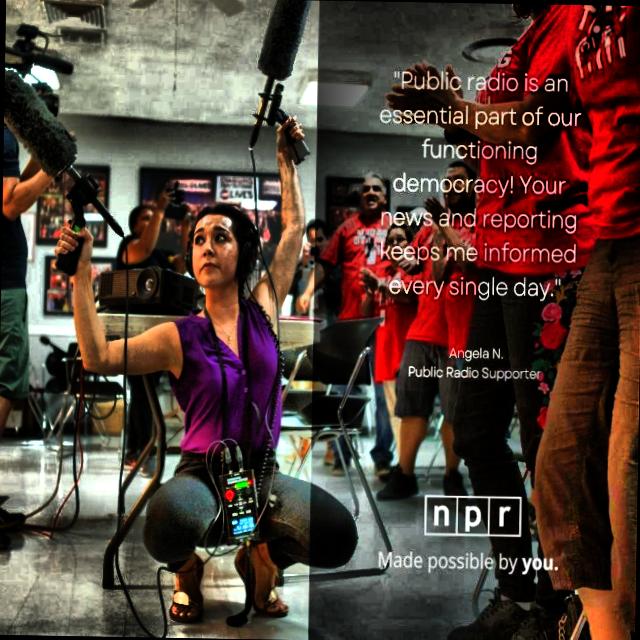 "Public radio is an
essential part of our
functioning
democracy! Your
news and reporting
keeps me informed
every single day."
Angela N.
Public Radio Supporter
npr
Made possible by you.